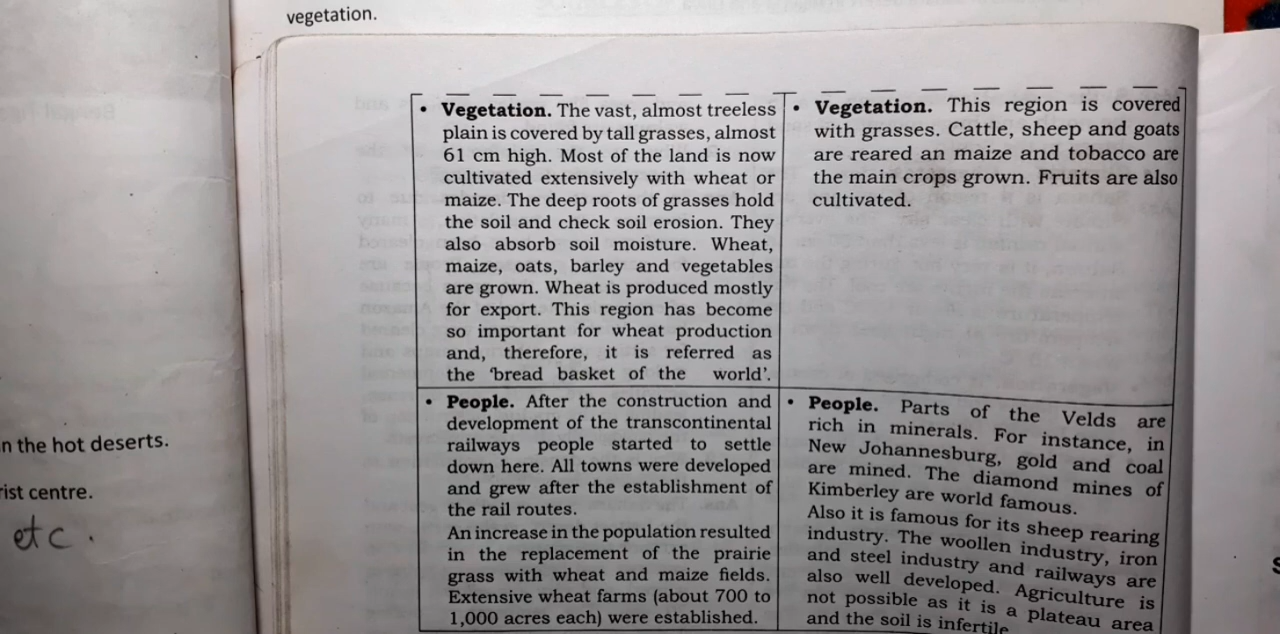 vegetation.
• Vegetation. The vast, almost treeless
plain is covered by tall grasses, almost
61 cm high. Most of the land is now
cultivated extensively with wheat or
maize. The deep roots of grasses hold
the soil and check soil erosion. They
also absorb soil moisture. Wheat,
maize, oats, barley and vegetables
are grown. Wheat is produced mostly
for export. This region has become
so important for wheat production
and, therefore, it is referred as
the 'bread basket of the world'.
• Vegetation. This region is covered
with grasses. Cattle, sheep and goats
are reared an maize and tobacco are
the main crops grown. Fruits are also
cultivated.
• People. After the construction and
development of the transcontinental
railways people started to settle
down here. All towns were developed
and grew after the establishment of
the rail routes.
An increase in the population resulted
in the replacement of the prairie
grass with wheat and maize fields.
Extensive wheat farms (about 700 to
1,000 acres each) were established.
• People. Parts of the Velds are
rich in minerals. For instance, in
New Johannesburg, gold and coal
are mined. The diamond mines of
Kimberley are world famous.
Also it is famous for its sheep rearing
industry. The woollen industry, iron
and steel industry and railways are
also well developed. Agriculture is
not possible as it is a plateau area
and the soil is infertile
n the hot deserts.
rist centre.
etc.